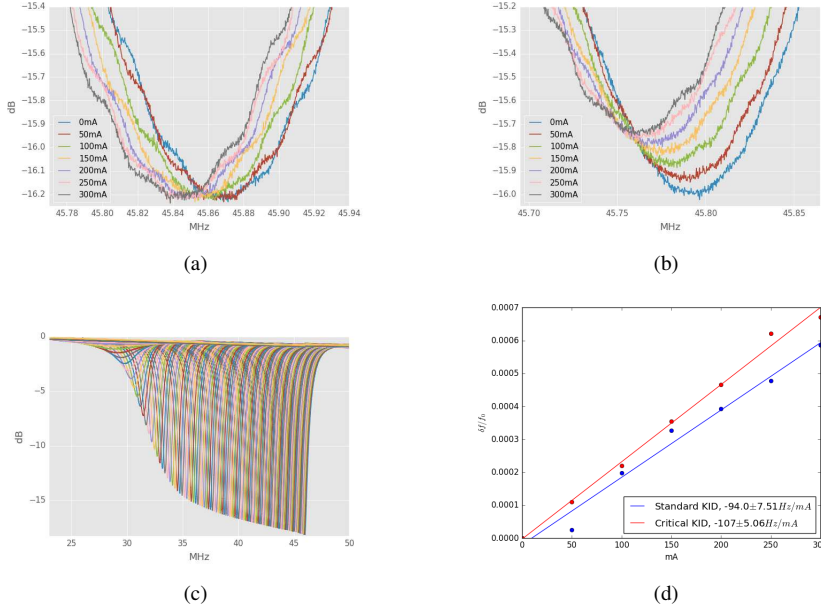 −15.4
−15.5
−15.6
−15.7
−15.8
−15.9
−16.0
−16.1
−16.2
dB
0mA
50mA
100mA
150mA
200mA
250mA
300mA
45.78 45.80 45.82 45.84 45.86 45.88 45.90 45.92 45.94
MHz
(a)
−15.2
−15.3
−15.4
−15.5
−15.6
−15.7
−15.8
−15.9
−16.0
dB
0mA
50mA
100mA
150mA
200mA
250mA
300mA
45.70 45.75 45.80 45.85
MHz
(b)
0
−5
−10
−15
dB
25 30 35 40 45 50
MHz
(c)
0.0007
0.0006
0.0005
0.0004
0.0003
0.0002
0.0001
0.0000
δf/f₀
Standard KID, -94.0±7.51Hz/mA
Critical KID, -107±5.06Hz/mA
0 50 100 150 200 250 300
mA
(d)